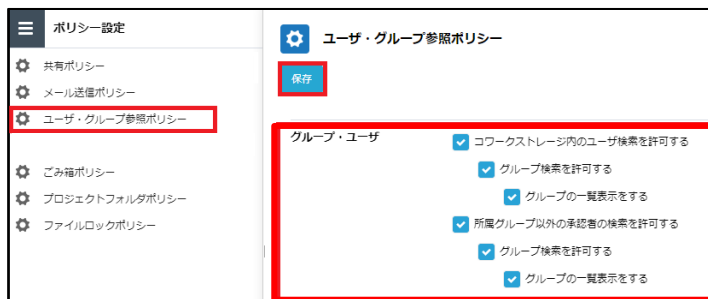 ポリシー設定
共有ポリシー
メール送信ポリシー
ユーザ・グループ参照ポリシー
ごみ箱ポリシー
プロジェクトフォルダポリシー
ファイルロックポリシー
ユーザ・グループ参照ポリシー
保存
グループ・ユーザ
コワークストレージ内のユーザ検索を許可する
グループ検索を許可する
グループの一覧表示をする
所属グループ以外の承認者の検索を許可する
グループ検索を許可する
グループの一覧表示をする